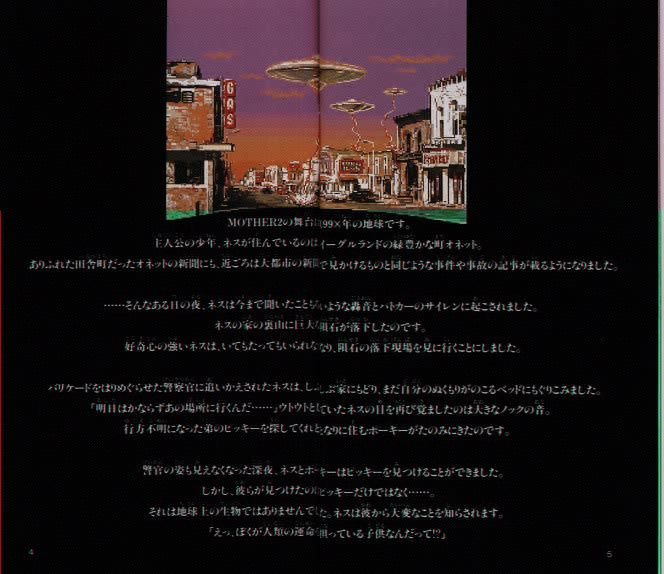 GAS
MOTHER2の舞台は199×年の地球です。
主人公の少年、ネスが住んでいるのはイーグルランドの緑豊かな町オネット。
ありふれた田舎町だったオネットの新聞にも、近ごろは大都市の新聞で見かけるものと同じような事件や事故の記事が載るようになりました。
……そんなある日の夜、ネスは今まで聞いたこともないような轟音とパトカーのサイレンに起こされました。
ネスの家の裏山に巨大な隕石が落下したのです。
好奇心の強いネスは、いてもたってもいられなくなり、隕石の落下現場を見に行くことにしました。
バリケードをはりめぐらせた警察官に追いかえされたネスは、しぶしぶ家にもどり、まだ自分のぬくもりがのこるベッドにもぐりこみました。
「明日はかならずあの場所に行くんだ……」ウトウトとしていたネスの目を再び覚ましたのは大きなノックの音。
行方不明になった弟のピッキーを探してくれと、となりに住むポーキーがたのみにきたのです。
警官の姿も見えなくなった深夜、ネスとポーキーはピッキーを見つけることができました。
しかし、彼らが見つけたのはピッキーだけではなく……。
それは地球上の生物ではありませんでした。ネスは彼から大変なことを知らされます。
「えっ、ぼくが人類の運命を担っている子供なんだって!?」
4
5